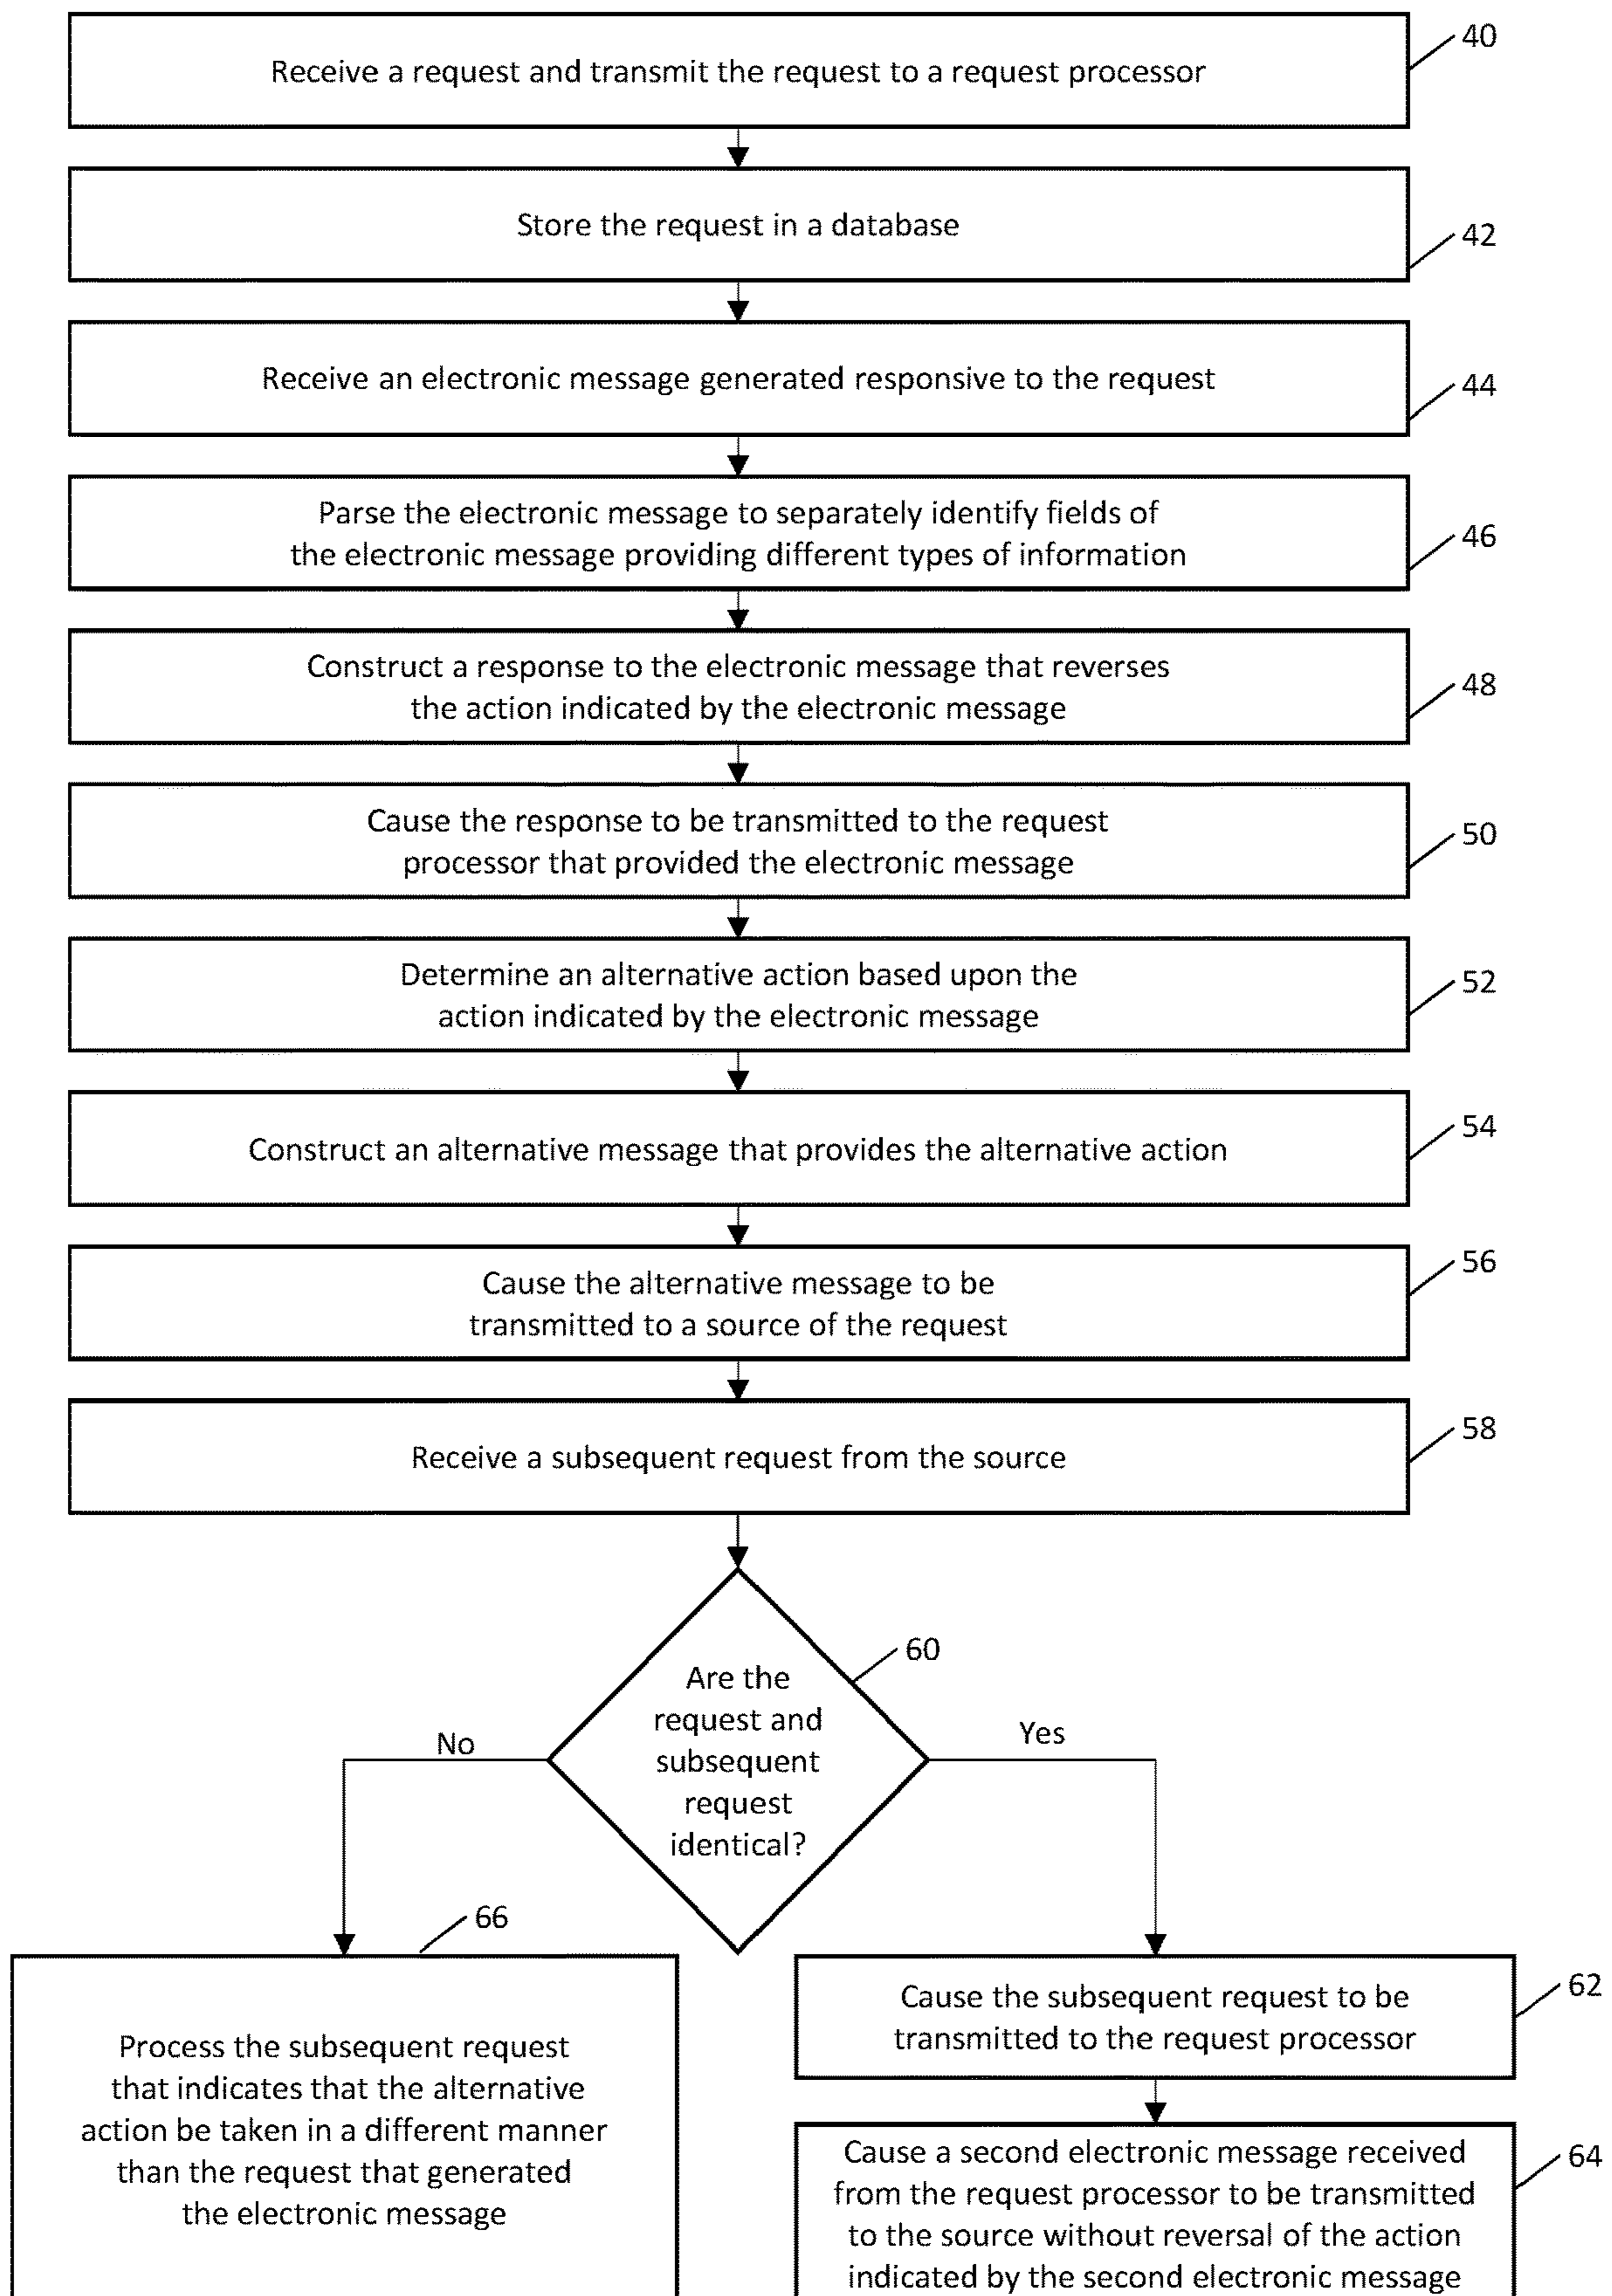 Receive a request and transmit the request to a request processor
40
Store the request in a database
42
Receive an electronic message generated responsive to the request
44
Parse the electronic message to separately identify fields of
the electronic message providing different types of information
46
Construct a response to the electronic message that reverses
the action indicated by the electronic message
48
Cause the response to be transmitted to the request
processor that provided the electronic message
50
Determine an alternative action based upon the
action indicated by the electronic message
52
Construct an alternative message that provides the alternative action
54
Cause the alternative message to be
transmitted to a source of the request
56
Receive a subsequent request from the source
58
60
Are the
request and
subsequent
request
identical?
No
Yes
66
Process the subsequent request
that indicates that the alternative
action be taken in a different manner
than the request that generated
the electronic message
Cause the subsequent request to be
transmitted to the request processor
62
Cause a second electronic message received
from the request processor to be transmitted
to the source without reversal of the action
indicated by the second electronic message
64